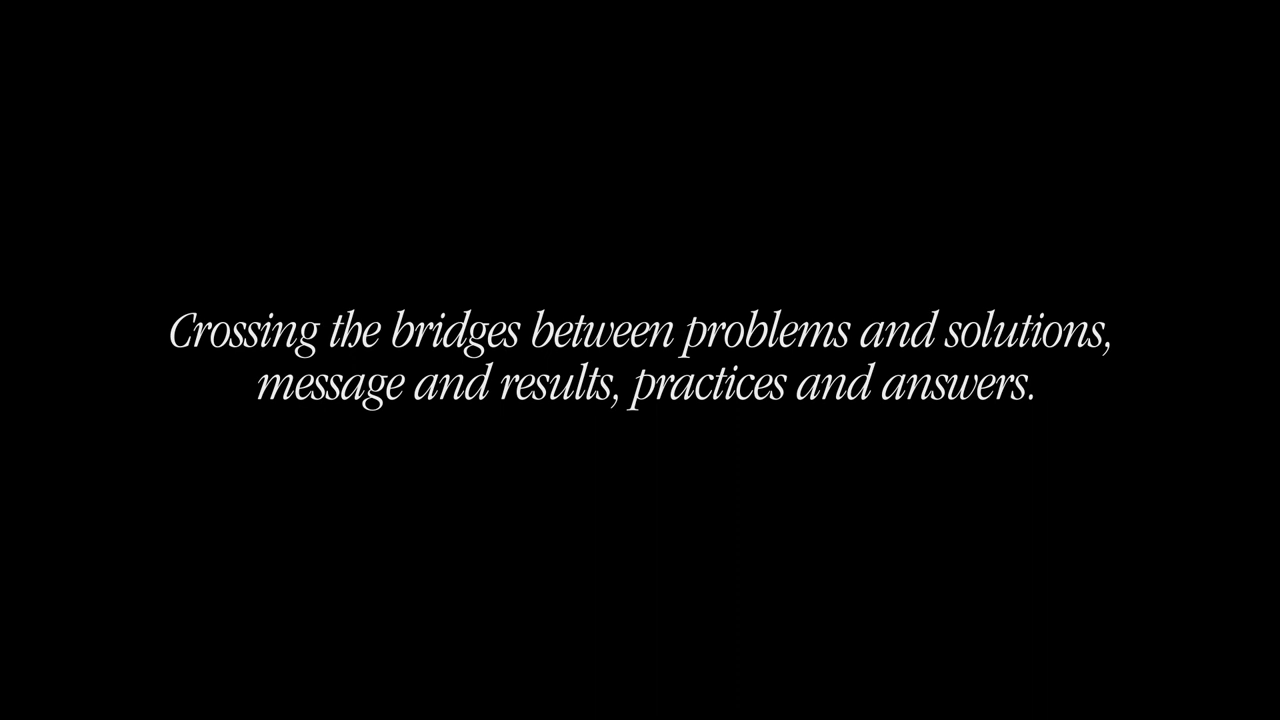 Crossing the bridges between problems and solutions,
message and results, practices and answers.